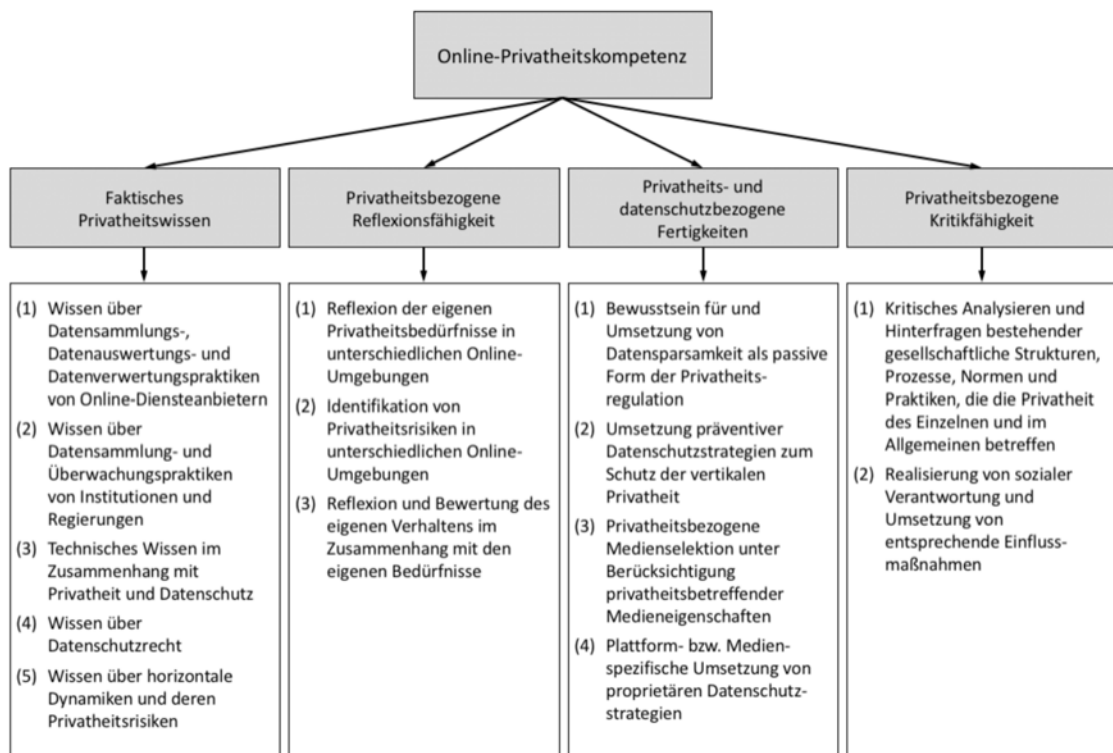 Online-Privatheitskompetenz
Faktisches
Privatheitswissen
(1) Wissen über
Datensammlungs-,
Datenauswertungs- und
Datenverwertungspraktiken
von Online-Diensteanbietern
(2) Wissen über
Datensammlung- und
Überwachungspraktiken
von Institutionen und
Regierungen
(3) Technisches Wissen im
Zusammenhang mit
Privatheit und Datenschutz
(4) Wissen über
Datenschutzrecht
(5) Wissen über horizontale
Dynamiken und deren
Privatheitsrisiken
Privatheitsbezogene
Reflexionsfähigkeit
(1) Reflexion der eigenen
Privatheitsbedürfnisse in
unterschiedlichen Online-
Umgebungen
(2) Identifikation von
Privatheitsrisiken in
unterschiedlichen Online-
Umgebungen
(3) Reflexion und Bewertung des
eigenen Verhaltens im
Zusammenhang mit den
eigenen Bedürfnisse
Privatheits- und
datenschutzbezogene
Fertigkeiten
(1) Bewusstsein für und
Umsetzung von
Datensparsamkeit als passive
Form der Privatheits-
regulation
(2) Umsetzung präventiver
Datenschutzstrategien zum
Schutz der vertikalen
Privatheit
(3) Privatheitsbezogene
Medienselektion unter
Berücksichtigung
privatheitsbetreffender
Medieneigenschaften
(4) Plattform- bzw. Medien-
spezifische Umsetzung von
proprietären Datenschutz-
strategien
Privatheitsbezogene
Kritikfähigkeit
(1) Kritisches Analysieren und
Hinterfragen bestehender
gesellschaftliche Strukturen,
Prozesse, Normen und
Praktiken, die die Privatheit
des Einzelnen und im
Allgemeinen betreffen
(2) Realisierung von sozialer
Verantwortung und
Umsetzung von
entsprechende Einfluss-
maßnahmen